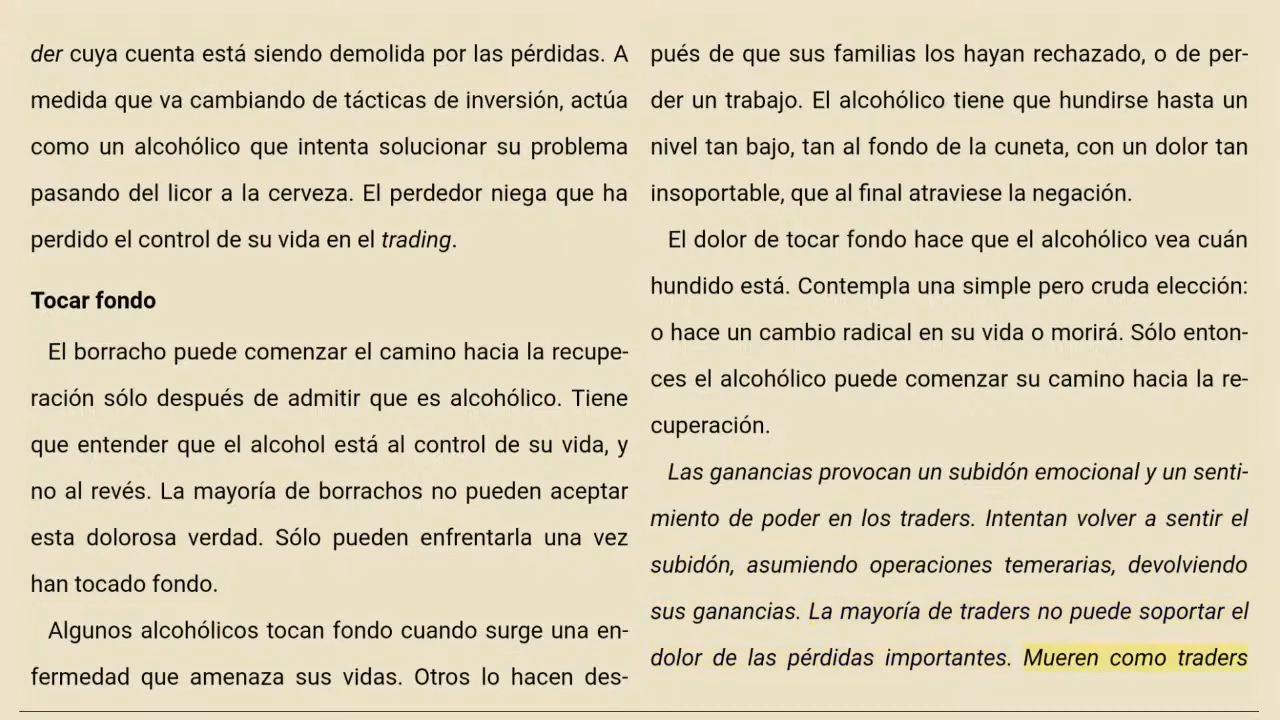 der cuya cuenta está siendo demolida por las pérdidas. A
medida que va cambiando de tácticas de inversión, actúa
como un alcohólico que intenta solucionar su problema
pasando del licor a la cerveza. El perdedor niega que ha
perdido el control de su vida en el trading.
Tocar fondo
El borracho puede comenzar el camino hacia la recupe-
ración sólo después de admitir que es alcohólico. Tiene
que entender que el alcohol está al control de su vida, y
no al revés. La mayoría de borrachos no pueden aceptar
esta dolorosa verdad. Sólo pueden enfrentarla una vez
han tocado fondo.
Algunos alcohólicos tocan fondo cuando surge una en-
fermedad que amenaza sus vidas. Otros lo hacen des-
pués de que sus familias los hayan rechazado, o de per-
der un trabajo. El alcohólico tiene que hundirse hasta un
nivel tan bajo, tan al fondo de la cuneta, con un dolor tan
insoportable, que al final atraviese la negación.
El dolor de tocar fondo hace que el alcohólico vea cuán
hundido está. Contempla una simple pero cruda elección:
o hace un cambio radical en su vida o morirá. Sólo enton-
ces el alcohólico puede comenzar su camino hacia la re-
cuperación.
Las ganancias provocan un subidón emocional y un senti-
miento de poder en los traders. Intentan volver a sentir el
subidón, asumiendo operaciones temerarias, devolviendo
sus ganancias. La mayoría de traders no puede soportar el
dolor de las pérdidas importantes. Mueren como traders